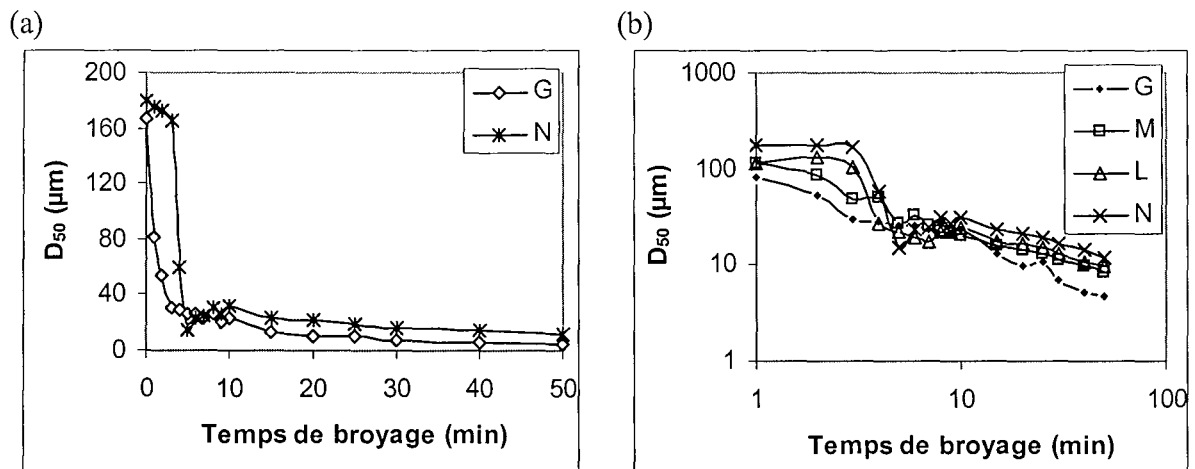 (a)
200
160
120
80
40
0
D50 (µm)
0 10 20 30 40 50
Temps de broyage (min)
G
N
(b)
1000
100
10
1
D50 (µm)
1 10 100
Temps de broyage (min)
G
M
L
N